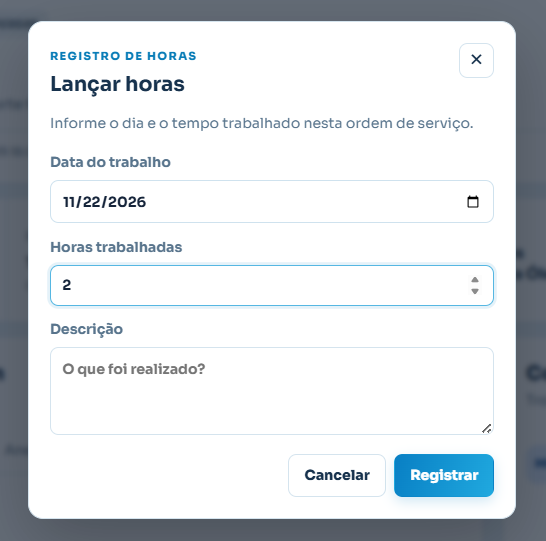 REGISTRO DE HORAS
Lançar horas
Informe o dia e o tempo trabalhado nesta ordem de serviço.
Data do trabalho
11/22/2026
Horas trabalhadas
2
Descrição
O que foi realizado?
Cancelar
Registrar